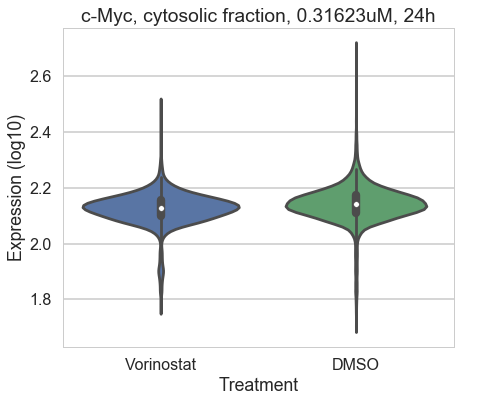 c-Myc, cytosolic fraction, 0.31623uM, 24h
Expression (log10)
2.6
2.4
2.2
2.0
1.8
Vorinostat DMSO
Treatment